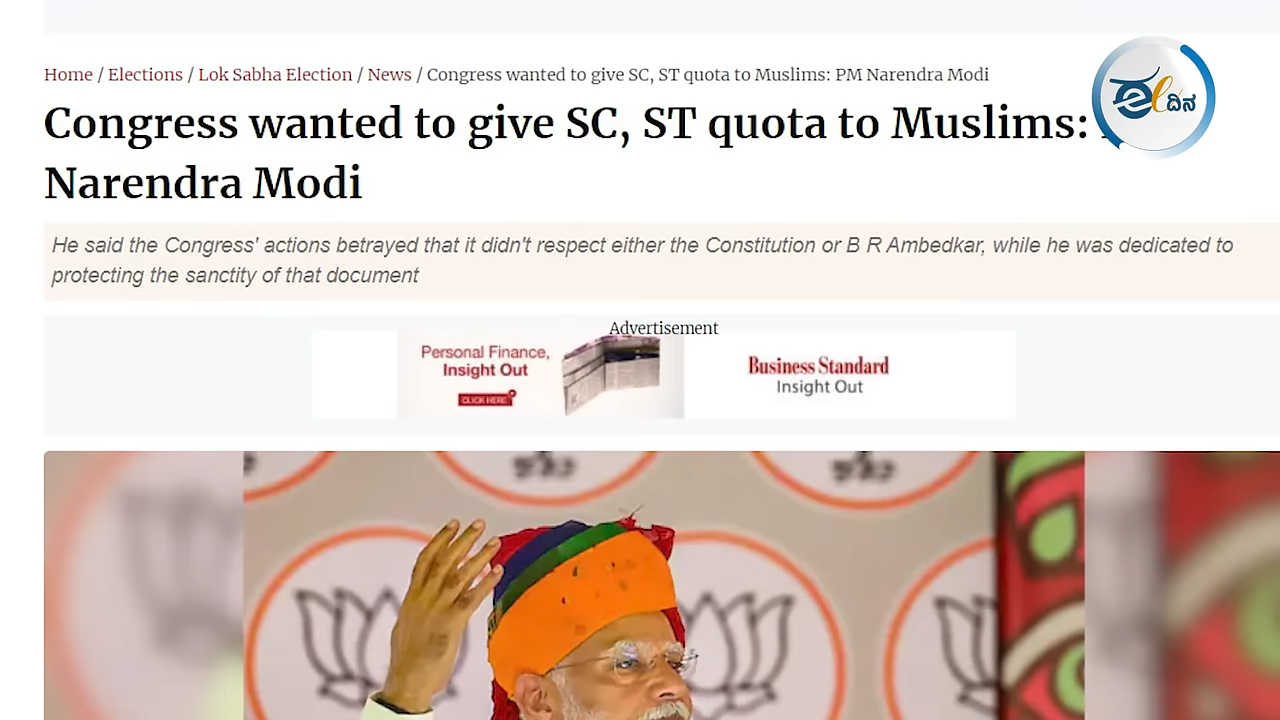 Home / Elections / Lok Sabha Election / News / Congress wanted to give SC, ST quota to Muslims: PM Narendra Modi
ಈ ದಿನ
Congress wanted to give SC, ST quota to Muslims:
Narendra Modi
He said the Congress' actions betrayed that it didn't respect either the Constitution or B R Ambedkar, while he was dedicated to
protecting the sanctity of that document
Advertisement
Personal Finance,
Insight Out
CLICK HERE
Business Standard
Insight Out